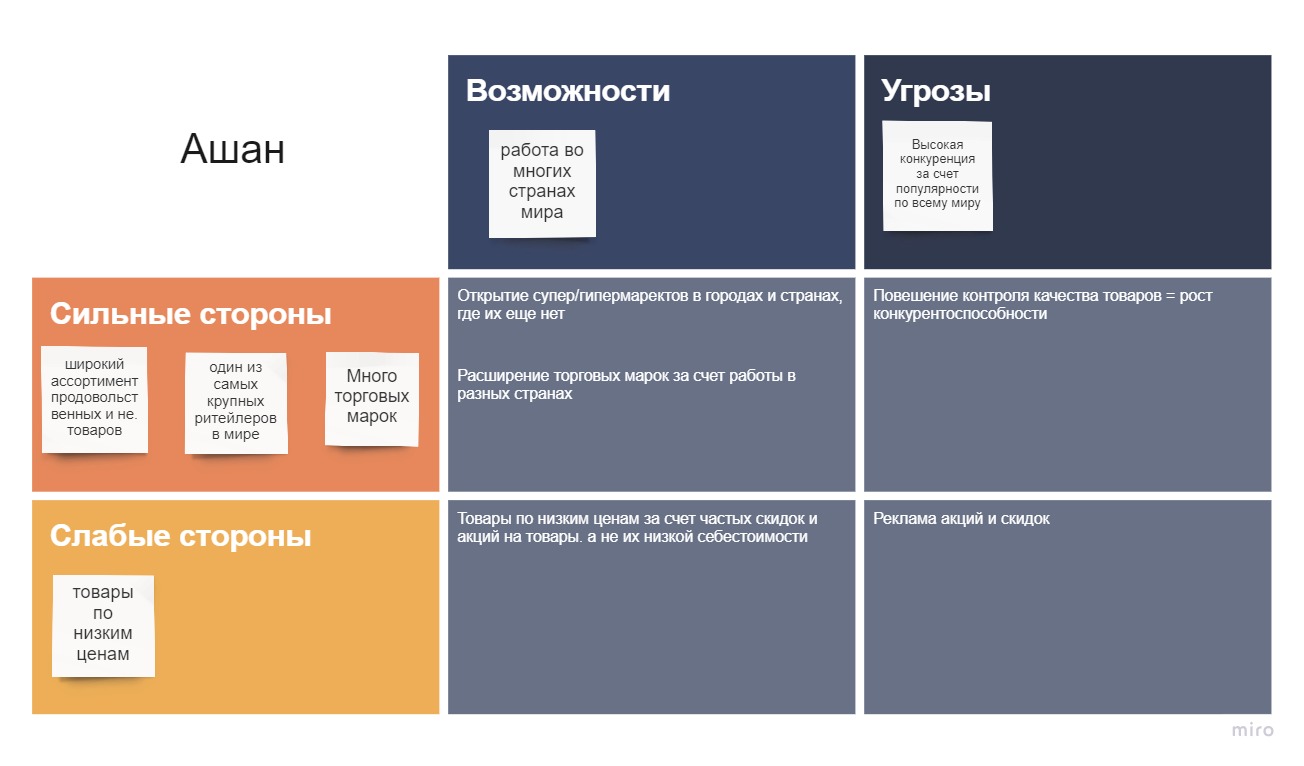 Ашан
Возможности
работа во
многих
странах
мира
Угрозы
Высокая
конкуренция
за счет
популярности
по всему миру
Сильные стороны
широкий
ассортимент
продовольст
венных и не.
товаров
один из
самых
крупных
ритейлеров
в мире
Много
торговых
марок
Открытие супер/гипермаректов в городах и странах,
где их еще нет
Расширение торговых марок за счет работы в
разных странах
Повешение контроля качества товаров = рост
конкурентоспособности
Слабые стороны
товары
по
низким
ценам
Товары по низким ценам за счет частых скидок и
акций на товары. а не их низкой себестоимости
Реклама акций и скидок
miro